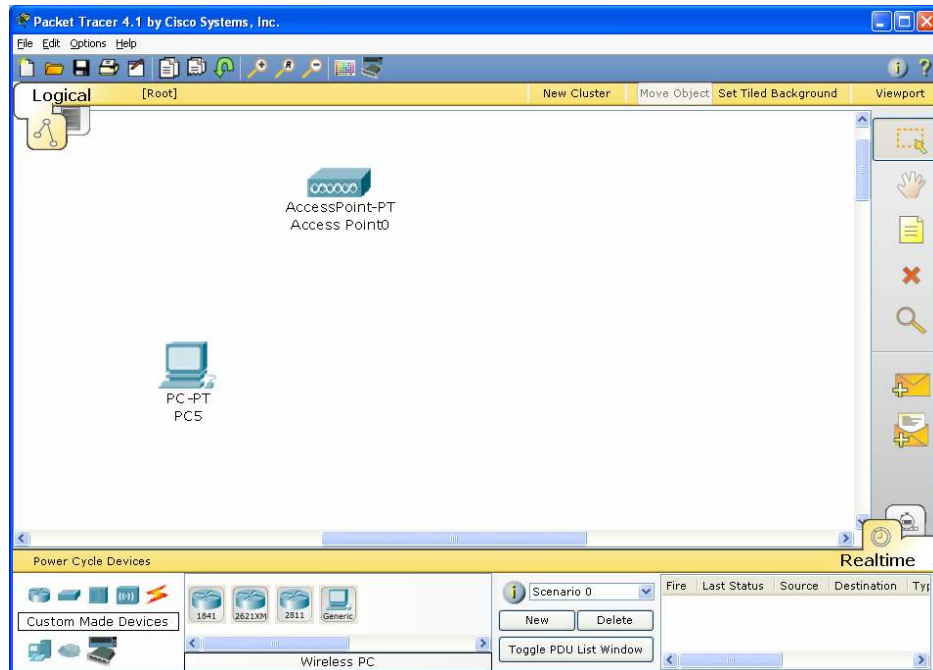 Packet Tracer 4.1 by Cisco Systems, Inc.
File Edit Options Help
Logical [Root] New Cluster Move Object Set Tiled Background Viewport
AccessPoint-PT
Access Point0
PC-PT
PC5
Power Cycle Devices Realtime
Fire Last Status Source Destination Typ
Scenario 0
1841 2621XM 2811 Generic
Custom Made Devices
New Delete
Toggle PDU List Window
Wireless PC